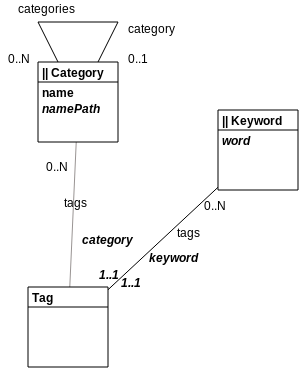 categories
category
0..N
0..1
|| Category
name
namePath
|| Keyword
word
0..N
tags
0..N
category
tags
keyword
1..1
1..1
Tag